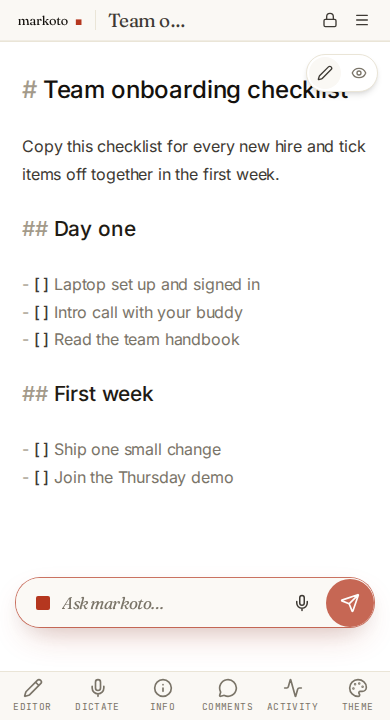 markoto
Team o...
# Team onboarding checklist
Copy this checklist for every new hire and tick
items off together in the first week.
## Day one
- [ ] Laptop set up and signed in
- [ ] Intro call with your buddy
- [ ] Read the team handbook
## First week
- [ ] Ship one small change
- [ ] Join the Thursday demo
Ask markoto...
EDITOR DICTATE INFO COMMENTS ACTIVITY THEME